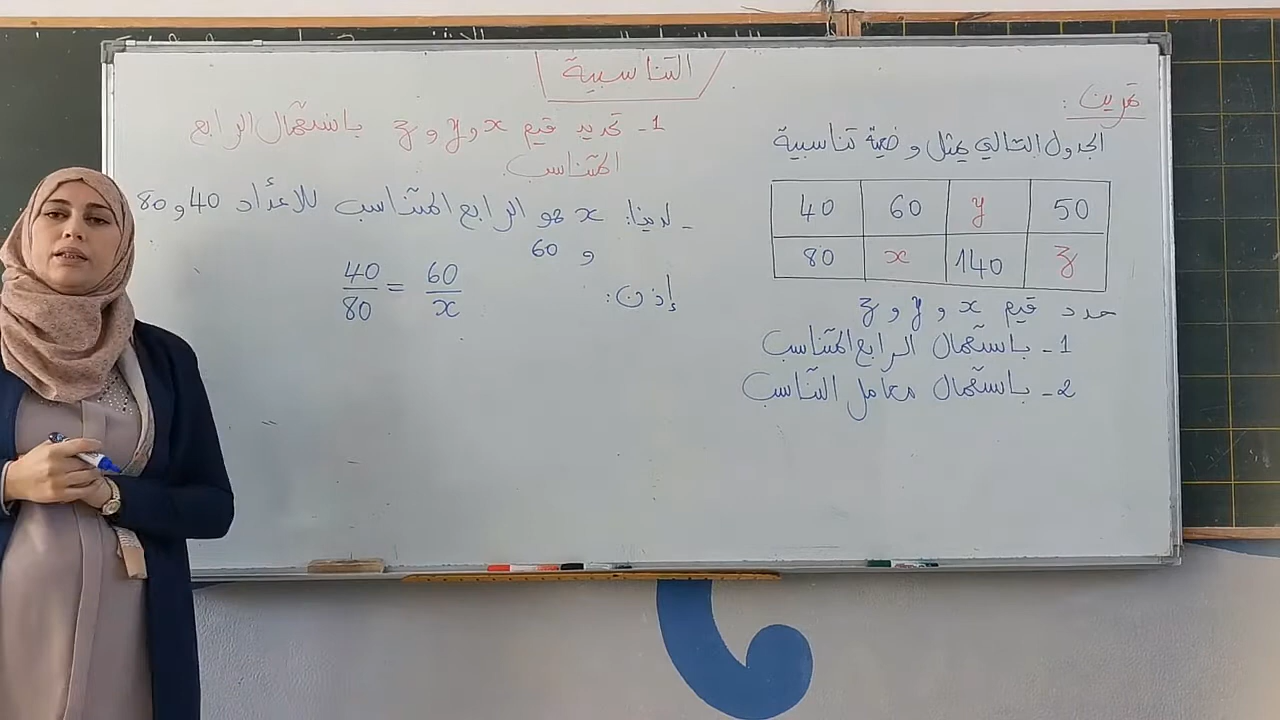 التناسبية
تمرين:
الجدول التالي يمثل وضعية تناسبية
40 60 y 50
80 x 140 z
حدد قيم x و y و z
1- باستعمال الرابع المتناسب
2- باستعمال معامل التناسب
1- تحديد قيم x و y و z باستعمال الرابع
المتناسب.
- لدينا: x هو الرابع المتناسب للأعداد 40 و 80
و 60
إذن: 40/80 = 60/x